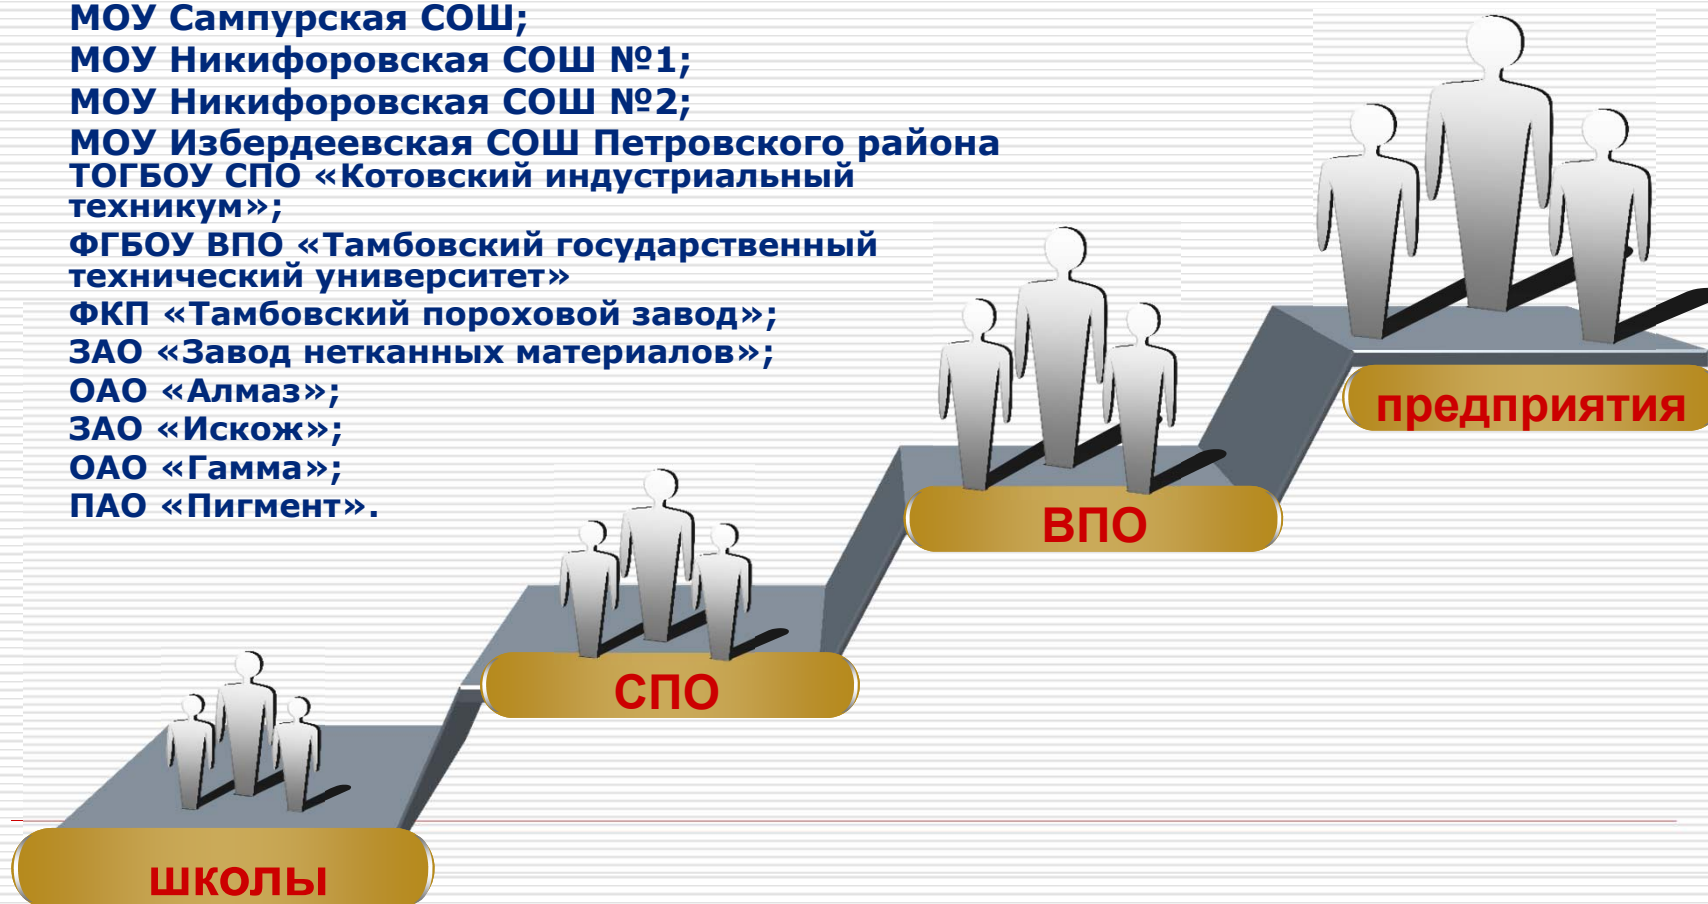 МОУ Сампурская СОШ;
МОУ Никифоровская СОШ №1;
МОУ Никифоровская СОШ №2;
МОУ Избердеевская СОШ Петровского района
ТОГБОУ СПО «Котовский индустриальный
техникум»;
ФГБОУ ВПО «Тамбовский государственный
технический университет»
ФКП «Тамбовский пороховой завод»;
ЗАО «Завод нетканных материалов»;
ОАО «Алмаз»;
ЗАО «Искож»;
ОАО «Гамма»;
ПАО «Пигмент».
предприятия
ВПО
СПО
школы